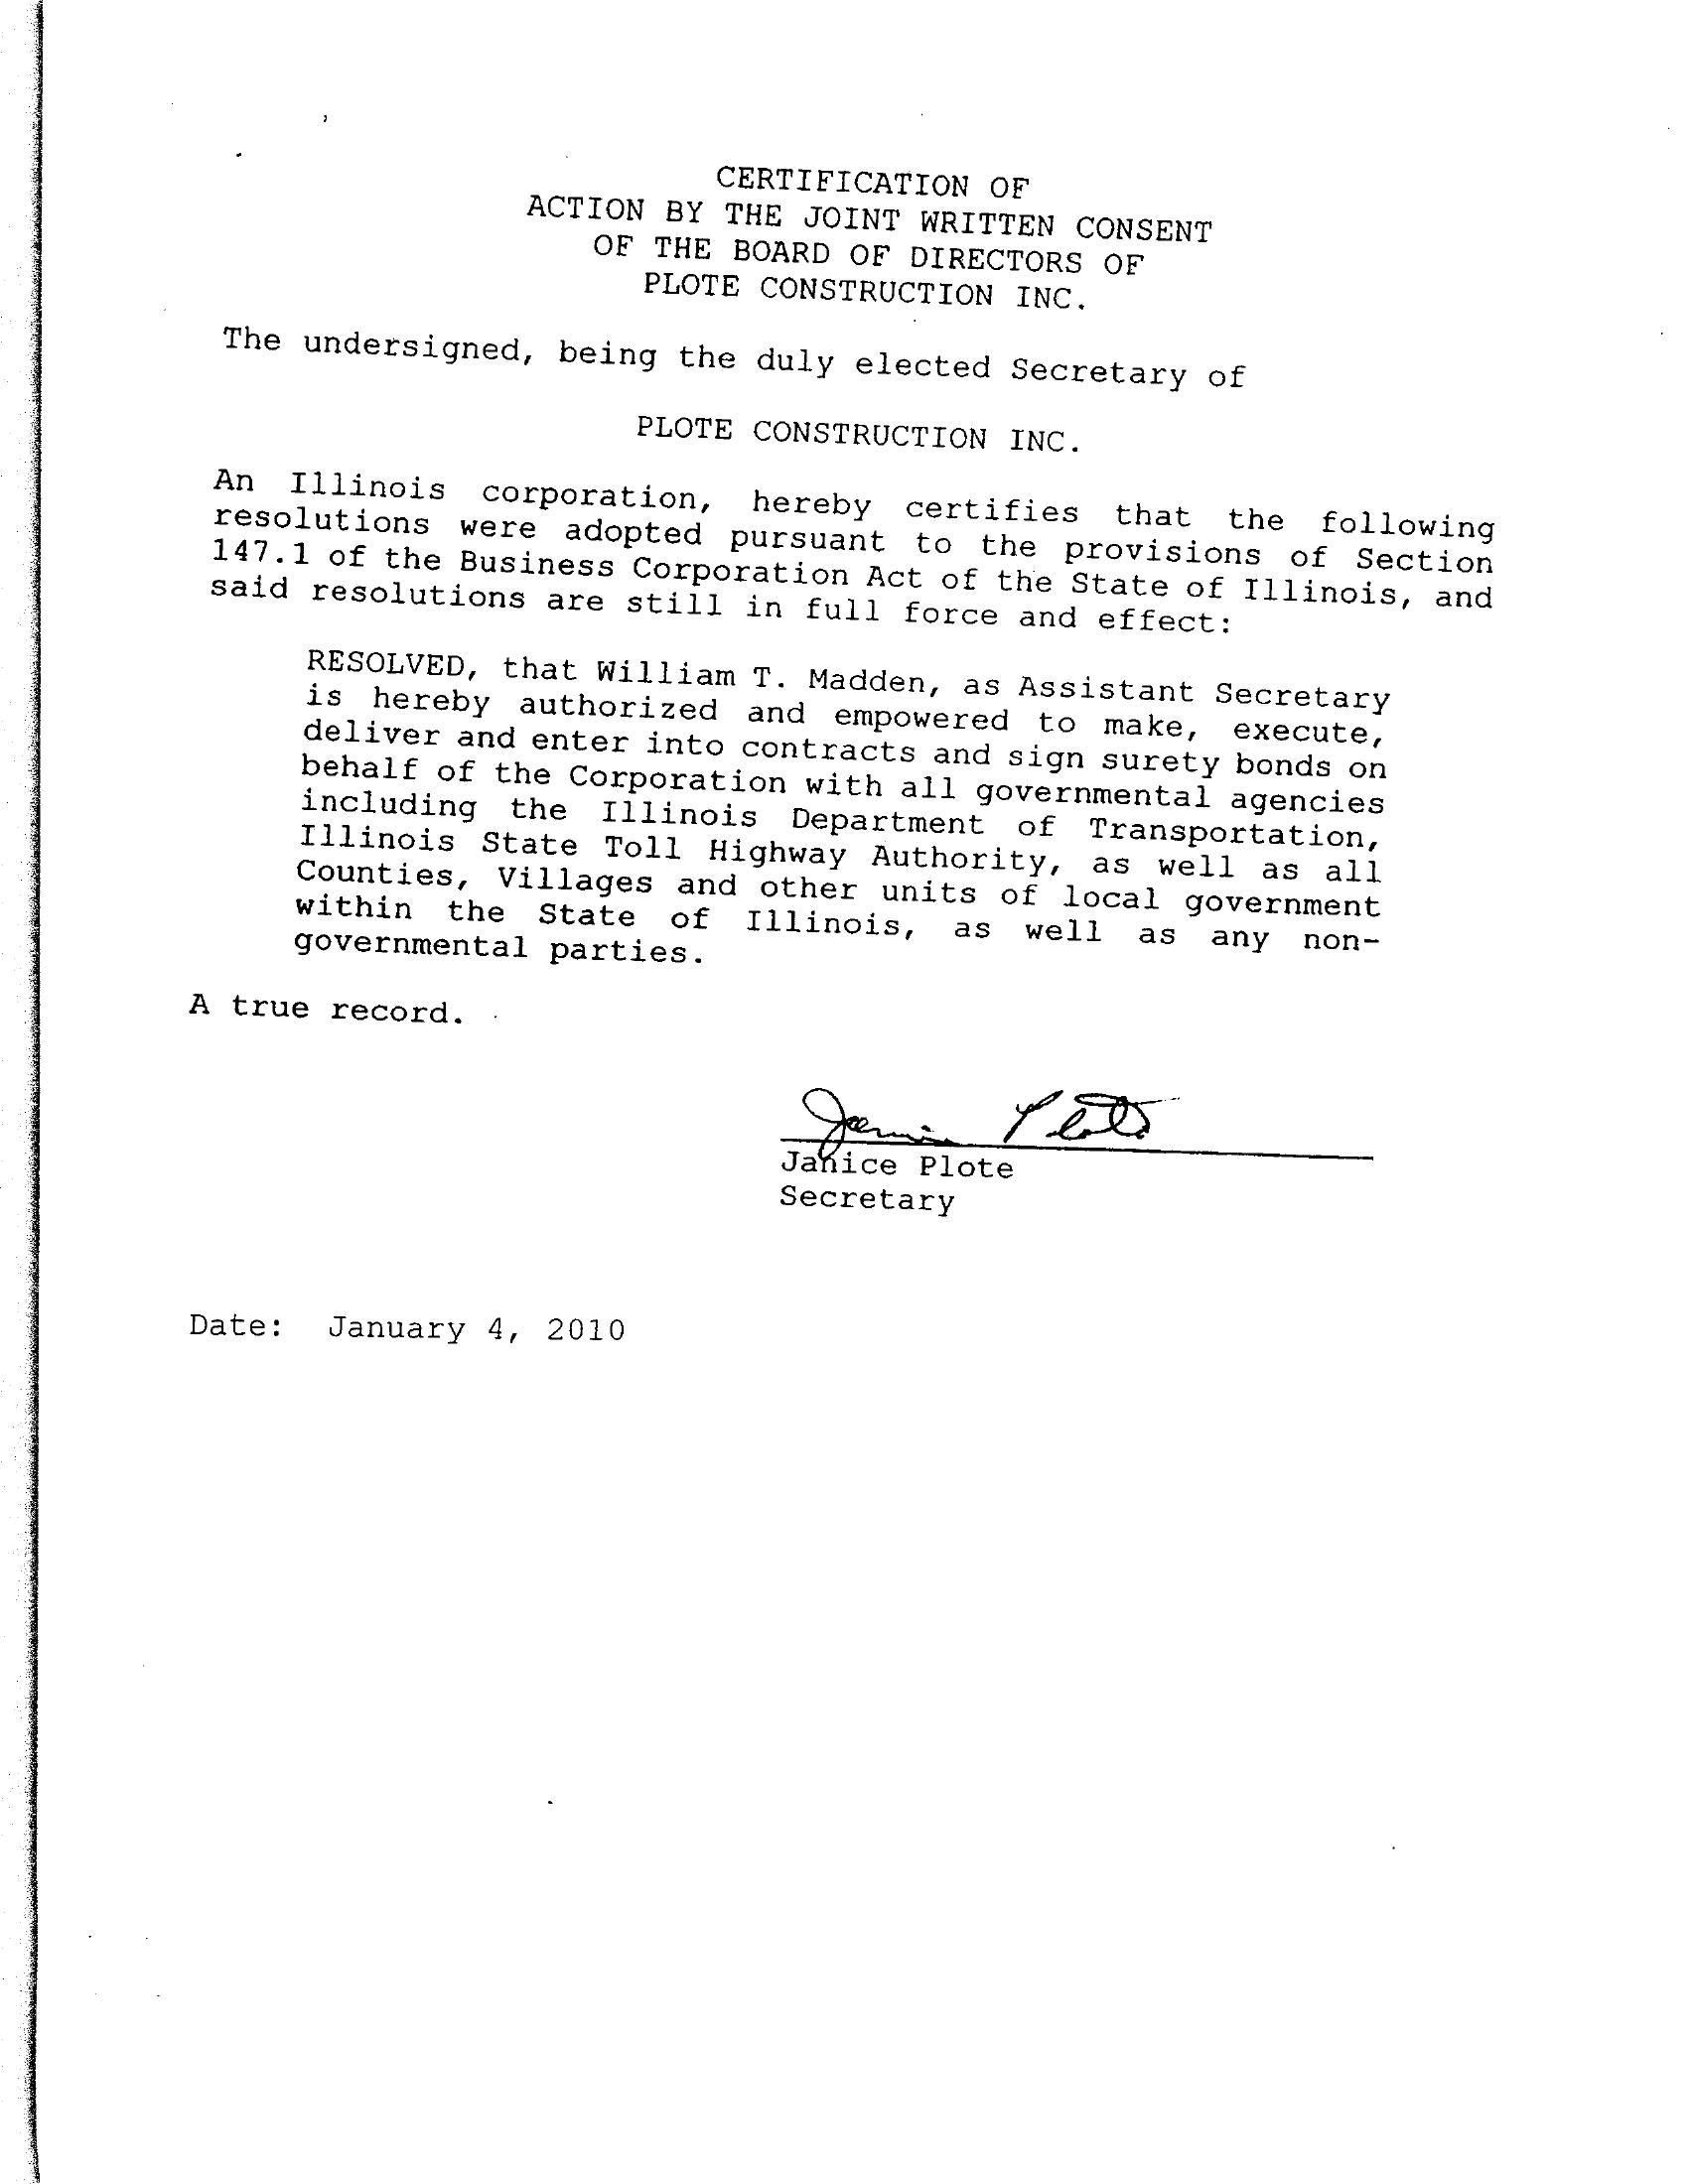 CERTIFICATION OF
ACTION BY THE JOINT WRITTEN CONSENT
OF THE BOARD OF DIRECTORS OF
PLOTE CONSTRUCTION INC.
The undersigned, being the duly elected Secretary of
PLOTE CONSTRUCTION INC.
An Illinois corporation, hereby certifies that the following
resolutions were adopted pursuant to the provisions of Section
147.1 of the Business Corporation Act of the State of Illinois, and
said resolutions are still in full force and effect:
RESOLVED, that William T. Madden, as Assistant Secretary
is hereby authorized and empowered to make, execute,
deliver and enter into contracts and sign surety bonds on
behalf of the Corporation with all governmental agencies
including the Illinois Department of Transportation,
Illinois State Toll Highway Authority, as well as all
Counties, Villages and other units of local government
within the State of Illinois, as well as any non-
governmental parties.
A true record.
Janice Plote
Janice Plote
Secretary
Date: January 4, 2010